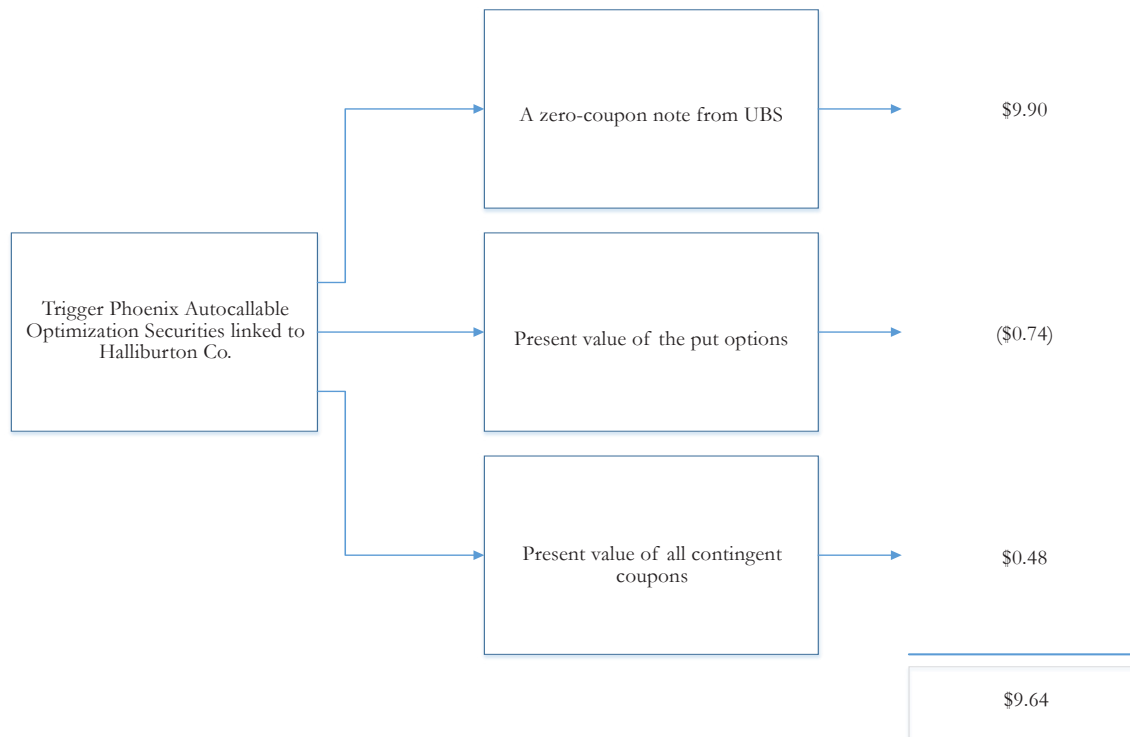 A zero-coupon note from UBS
$9.90
Trigger Phoenix Autocallable
Optimization Securities linked to
Halliburton Co.
Present value of the put options
($0.74)
Present value of all contingent
coupons
$0.48
$9.64